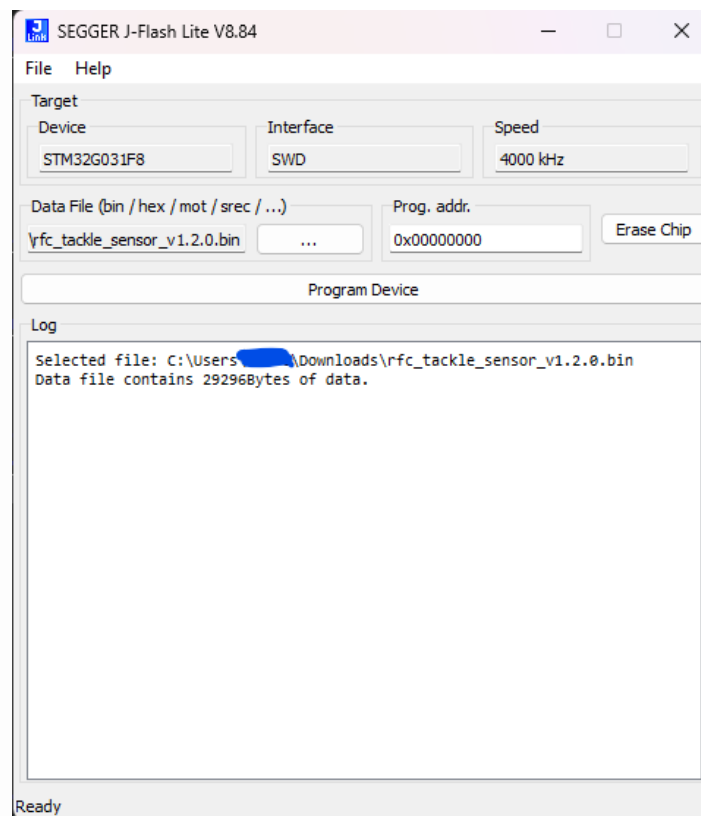 SEGGER J-Flash Lite V8.84
File Help
Target
Device Interface Speed
STM32G031F8 SWD 4000 kHz
Data File (bin / hex / mot / srec / ...) Prog. addr.
\rfc_tackle_sensor_v1.2.0.bin ... 0x00000000 Erase Chip
Program Device
Log
Selected file: C:\Users\Downloads\rfc_tackle_sensor_v1.2.0.bin
Data file contains 29296Bytes of data.
Ready